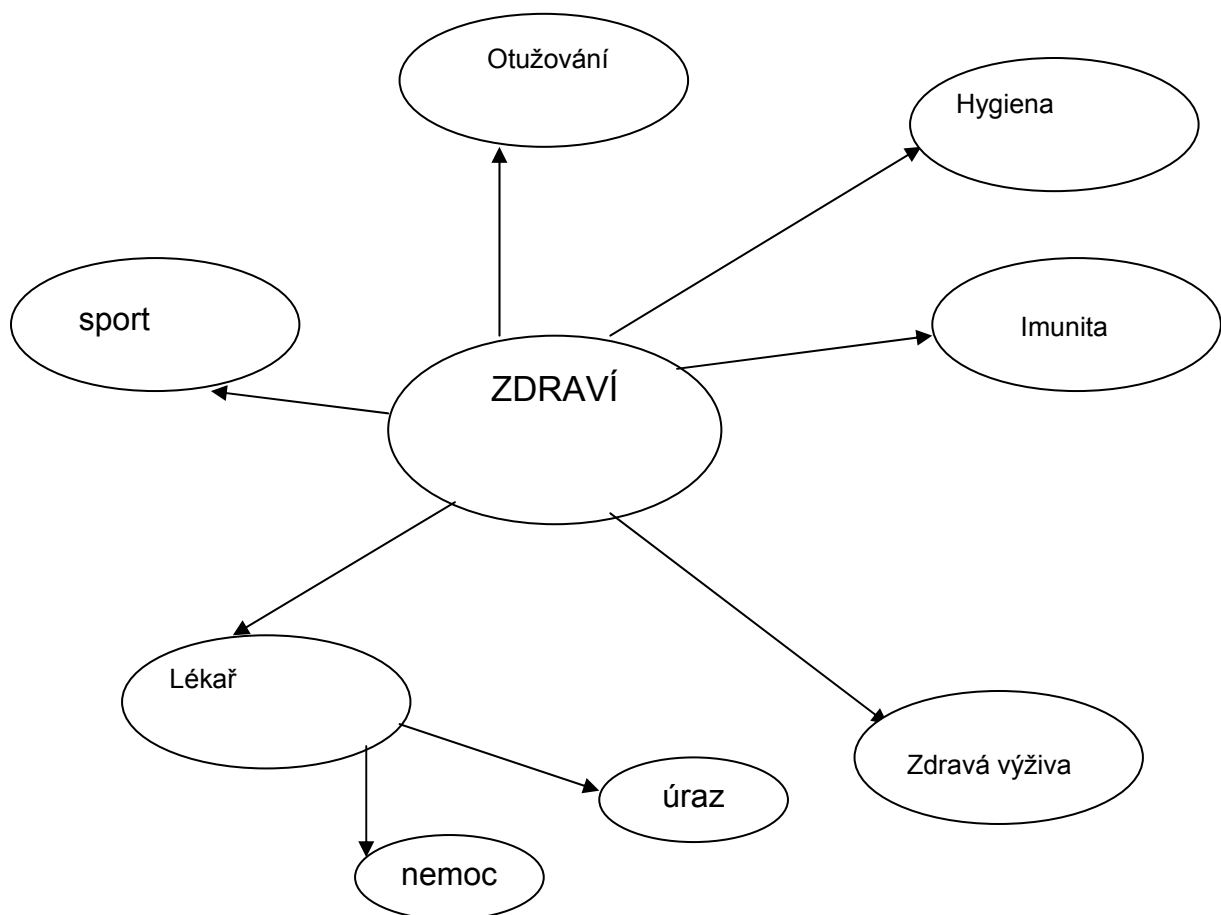 Otužování
Hygiena
sport
Imunita
ZDRAVÍ
Lékař
Zdravá výživa
úraz
nemoc